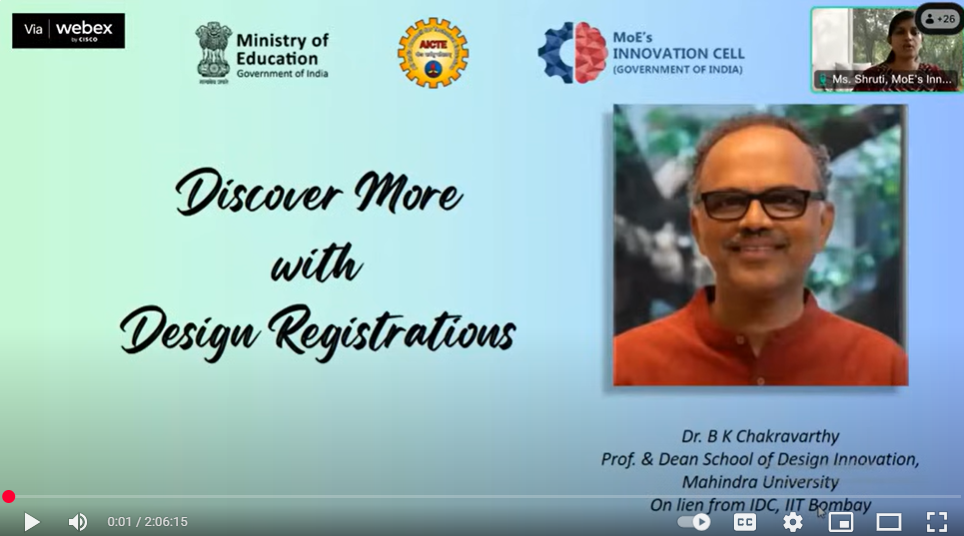 Via webex
by CISCO
Ministry of
Education
Government of India
AICTE
MoE's
INNOVATION CELL
(GOVERNMENT OF INDIA)
+26
Ms. Shruti, MoE's Inn...
Discover More
with
Design Registrations
Dr. B K Chakravarthy
Prof. & Dean School of Design Innovation,
Mahindra University
On lien from IDC, IIT Bombay
0:01 / 2:06:15
CC